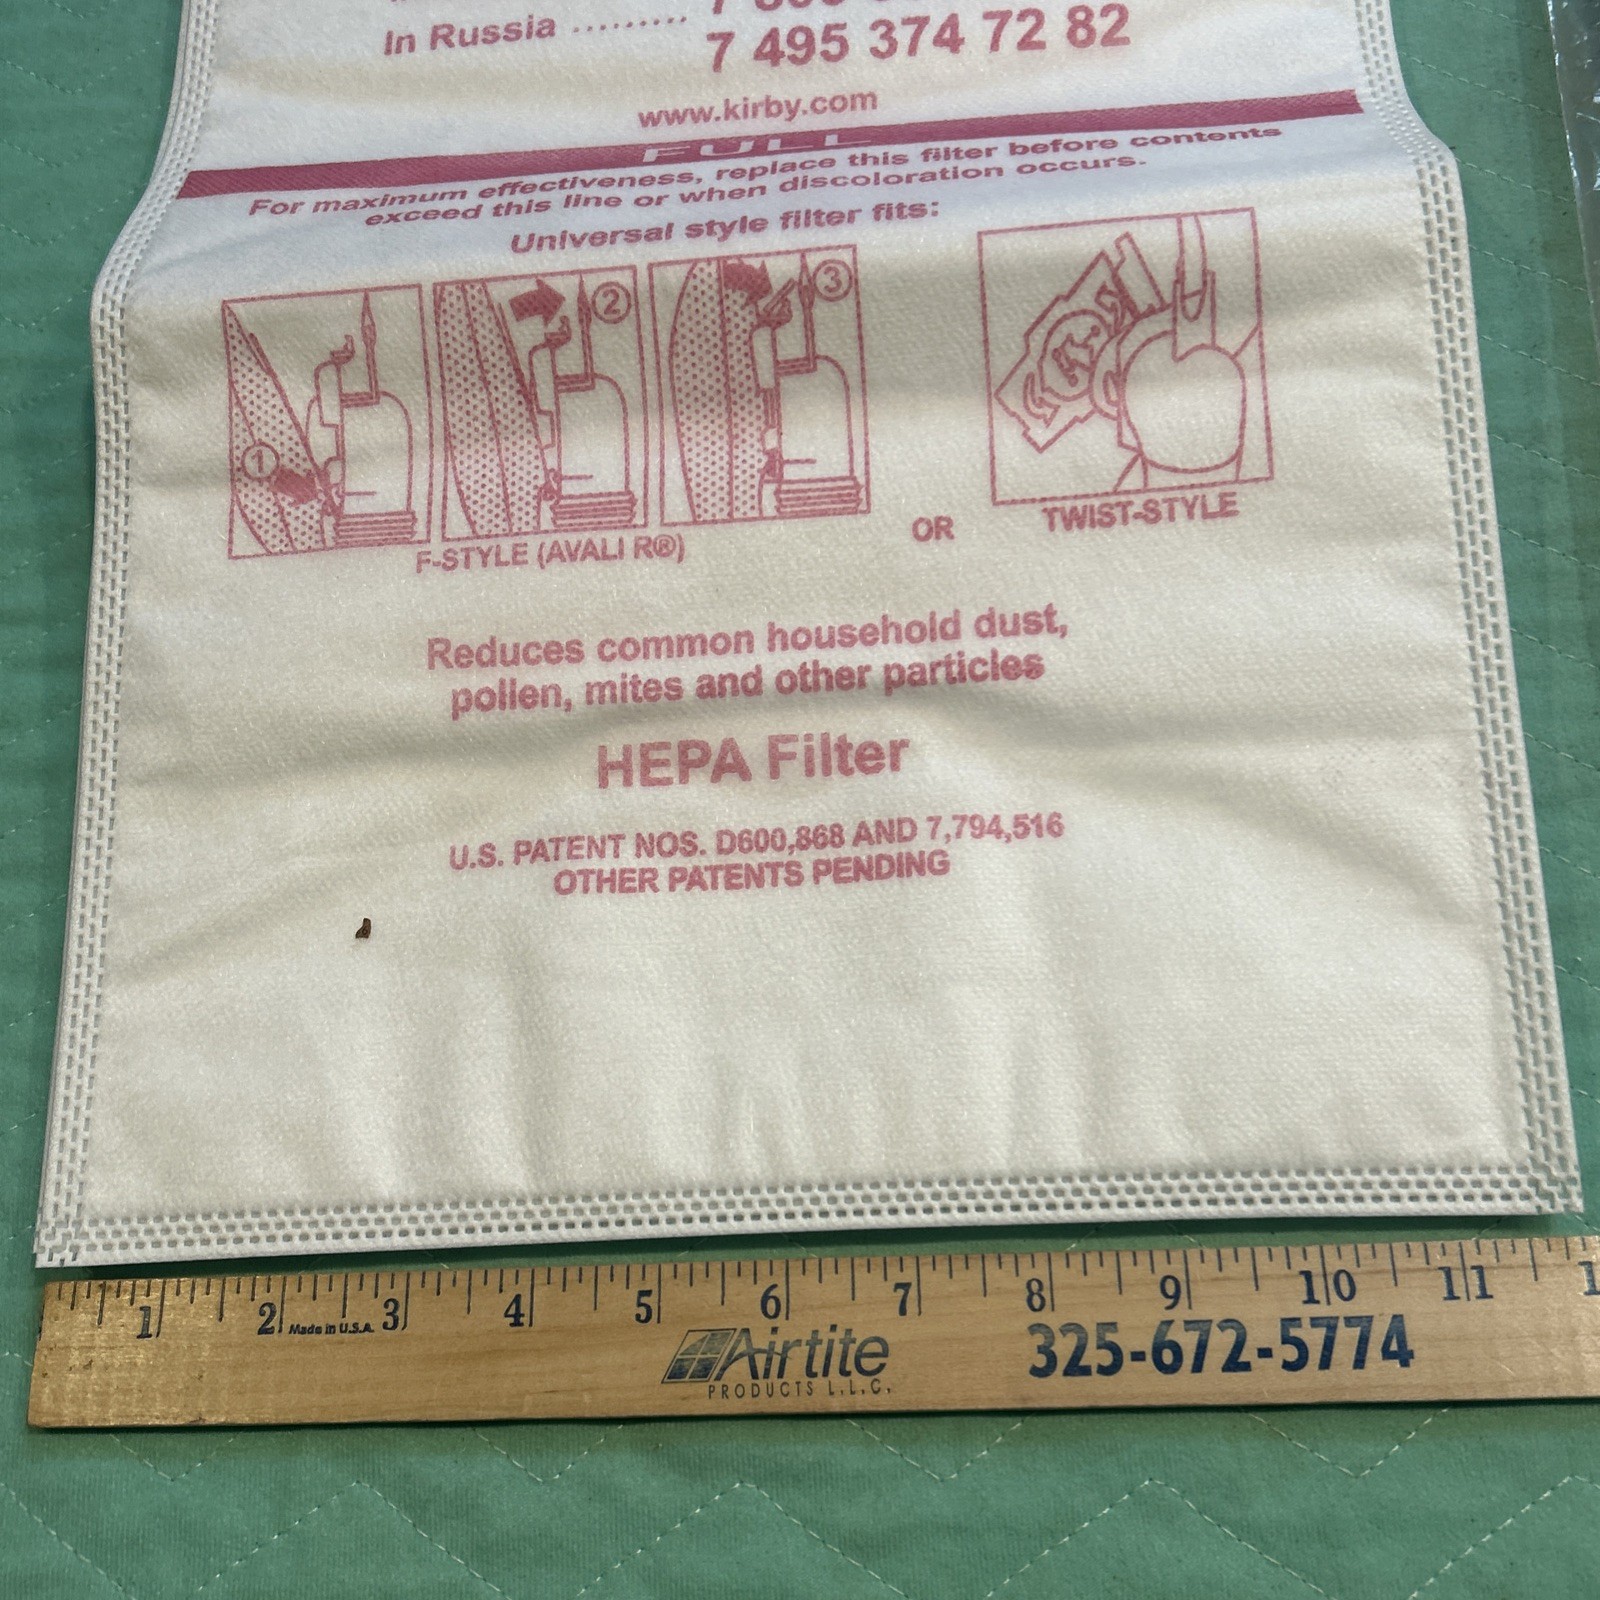 In Russia .........
7 495 374 72 82
www.kirby.com
FULL
For maximum effectiveness, replace this filter before contents
exceed this line or when discoloration occurs.
Universal style filter fits:
1
2
3
F-STYLE (AVALI R®)
OR
TWIST-STYLE
Reduces common household dust,
pollen, mites and other particles
HEPA Filter
U.S. PATENT NOS. D600,868 AND 7,794,516
OTHER PATENTS PENDING
1 2 3 4 5 6 7 8 9 10 11
Made in U.S.A.
Airtite
PRODUCTS L.L.C.
325-672-5774